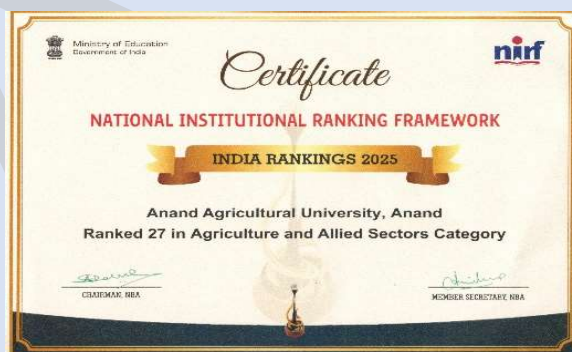 Ministry of Education
Government of India
nirf
Certificate
NATIONAL INSTITUTIONAL RANKING FRAMEWORK
INDIA RANKINGS 2025
Anand Agricultural University, Anand
Ranked 27 in Agriculture and Allied Sectors Category
CHAIRMAN, NBA
MEMBER SECRETARY, NBA